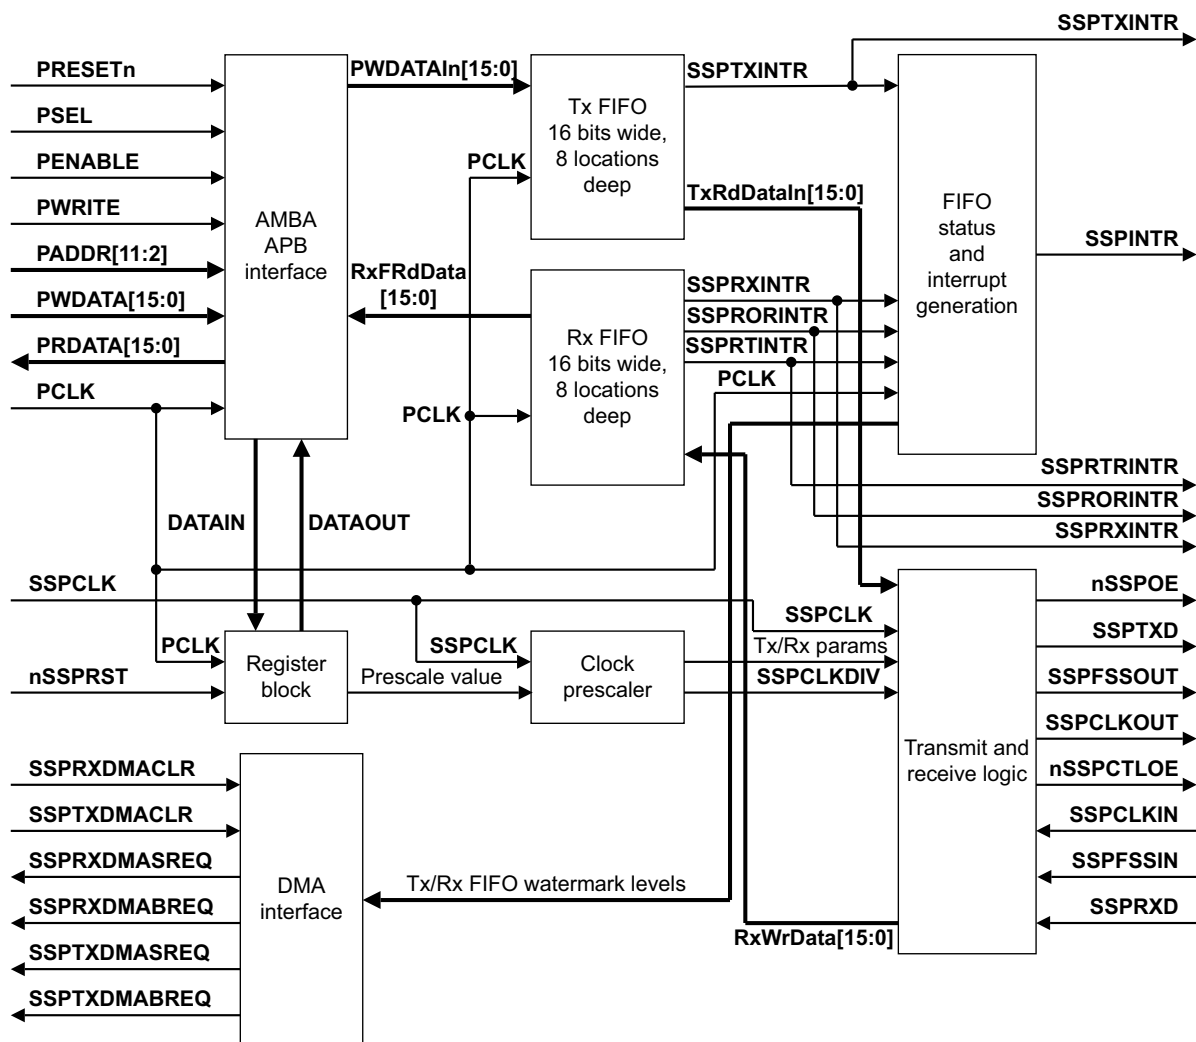 SSPTXINTR
PRESETn
PSEL
PENABLE
PWRITE
PADDR[11:2]
PWDATA[15:0]
PRDATA[15:0]
PCLK
AMBA
APB
interface
PWDATAIn[15:0]
PCLK
RxFRdData
[15:0]
PCLK
Tx FIFO
16 bits wide,
8 locations
deep
Rx FIFO
16 bits wide,
8 locations
deep
SSPTXINTR
TxRdDataIn[15:0]
SSPRXINTR
SSPRORINTR
SSPRTINTR
PCLK
FIFO
status
and
interrupt
generation
SSPINTR
SSPRTRINTR
SSPRORINTR
SSPRXINTR
DATAIN
DATAOUT
SSPCLK
PCLK
nSSPRST
Register
block
SSPCLK
Prescale value
Clock
prescaler
SSPCLK
Tx/Rx params
SSPCLKDIV
Transmit and
receive logic
nSSPOE
SSPTXD
SSPFSSOUT
SSPCLKOUT
nSSPCTLOE
SSPCLKIN
SSPFSSIN
SSPRXD
SSPRXDMACLR
SSPTXDMACLR
SSPRXDMASREQ
SSPRXDMABREQ
SSPTXDMASREQ
SSPTXDMABREQ
DMA
interface
Tx/Rx FIFO watermark levels
RxWrData[15:0]